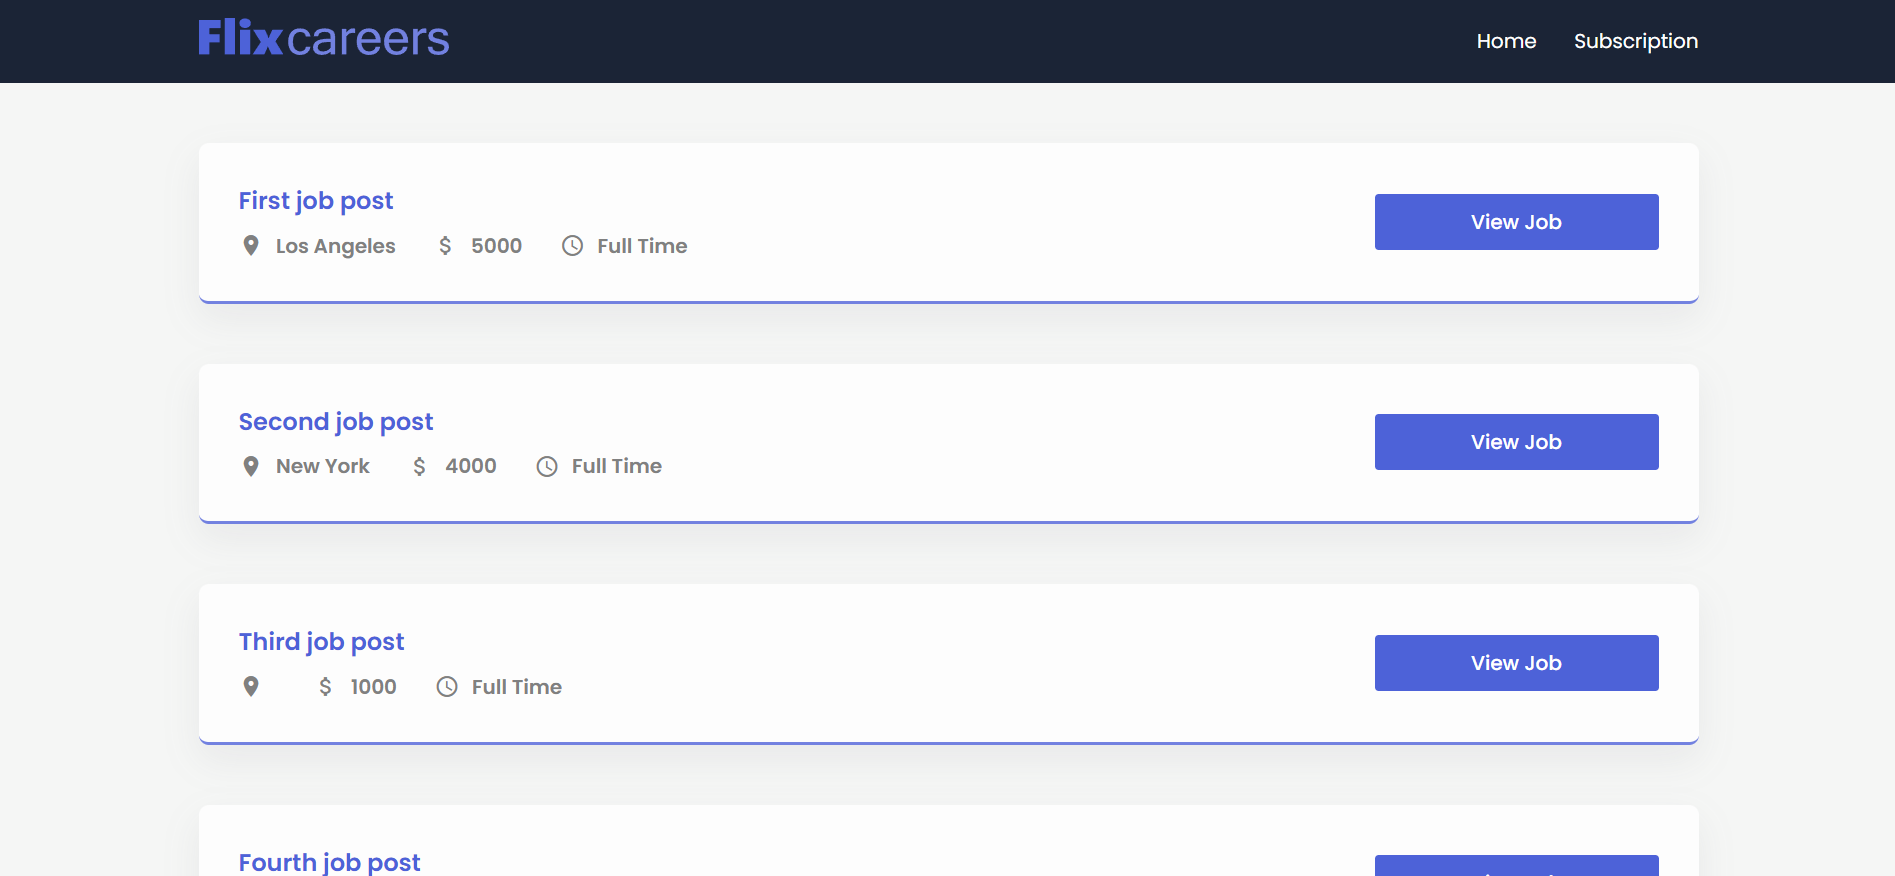 Flixcareers
Home Subscription
First job post
Los Angeles $ 5000 Full Time
View Job
Second job post
New York $ 4000 Full Time
View Job
Third job post
$ 1000 Full Time
View Job
Fourth job post